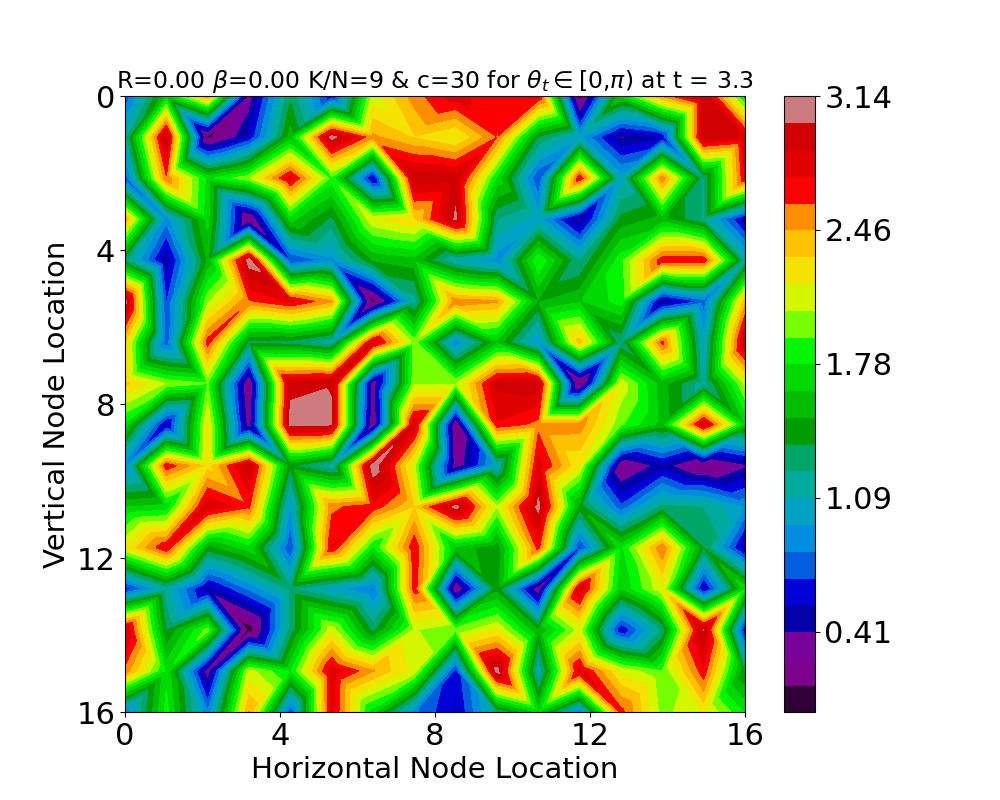 R=0.00 β=0.00 K/N=9 & c=30 for θₜ∈[0,π) at t = 3.3
0
4
8
12
16
Vertical Node Location
0 4 8 12 16
Horizontal Node Location
3.14
2.46
1.78
1.09
0.41